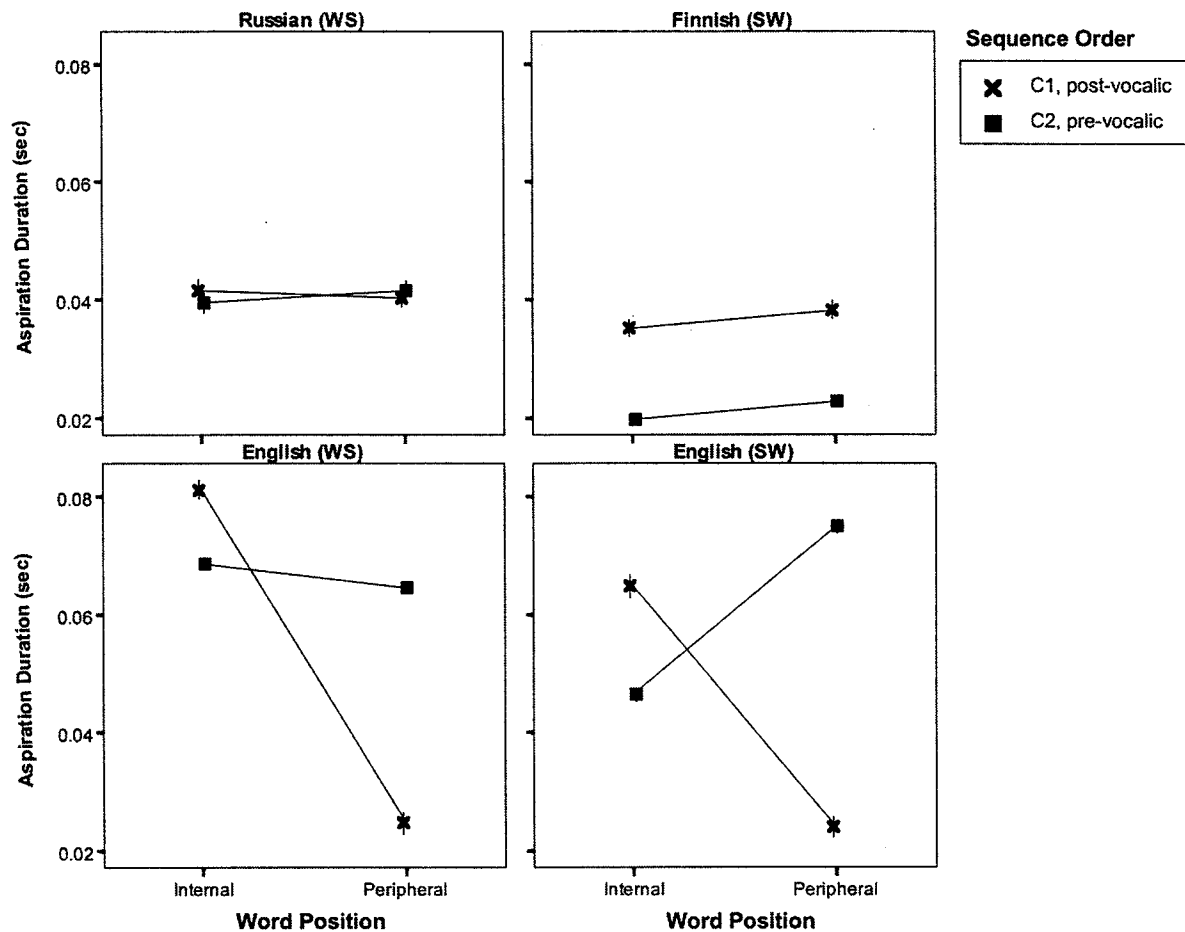 Russian (WS)
Finnish (SW)
Sequence Order
C1, post-vocalic
C2, pre-vocalic
Aspiration Duration (sec)
0.08
0.06
0.04
0.02
English (WS)
English (SW)
Aspiration Duration (sec)
0.08
0.06
0.04
0.02
Internal
Peripheral
Internal
Peripheral
Word Position
Word Position